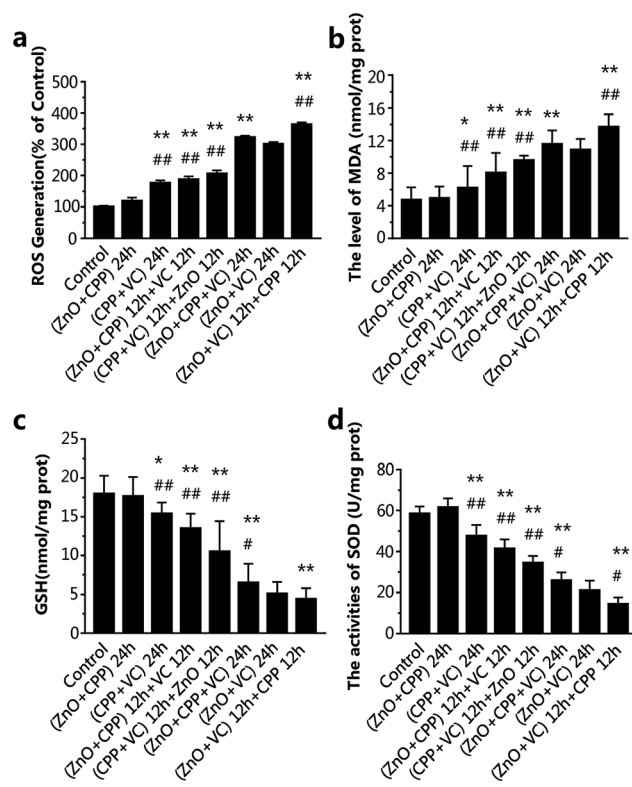 a
ROS Generation(% of Control)
500
400
300
200
100
0
**
##
**
##
**
##
**
**
##
Control
(ZnO+CPP) 24h
(CPP+VC) 24h
(ZnO+CPP) 12h+VC 12h
(CPP+VC) 12h+ZnO 12h
(ZnO+CPP+VC) 24h
(ZnO+VC) 24h
(ZnO+VC) 12h+CPP 12h
b
The level of MDA (nmol/mg prot)
20
16
12
8
4
0
*
##
**
##
**
##
**
**
##
Control
(ZnO+CPP) 24h
(CPP+VC) 24h
(ZnO+CPP) 12h+VC 12h
(CPP+VC) 12h+ZnO 12h
(ZnO+CPP+VC) 24h
(ZnO+VC) 24h
(ZnO+VC) 12h+CPP 12h
c
GSH(nmol/mg prot)
25
20
15
10
5
0
*
##
**
##
**
##
**
#
**
Control
(ZnO+CPP) 24h
(CPP+VC) 24h
(ZnO+CPP) 12h+VC 12h
(CPP+VC) 12h+ZnO 12h
(ZnO+CPP+VC) 24h
(ZnO+VC) 24h
(ZnO+VC) 12h+CPP 12h
d
The activities of SOD (U/mg prot)
80
60
40
20
0
**
##
**
##
**
##
**
#
**
#
Control
(ZnO+CPP) 24h
(CPP+VC) 24h
(ZnO+CPP) 12h+VC 12h
(CPP+VC) 12h+ZnO 12h
(ZnO+CPP+VC) 24h
(ZnO+VC) 24h
(ZnO+VC) 12h+CPP 12h